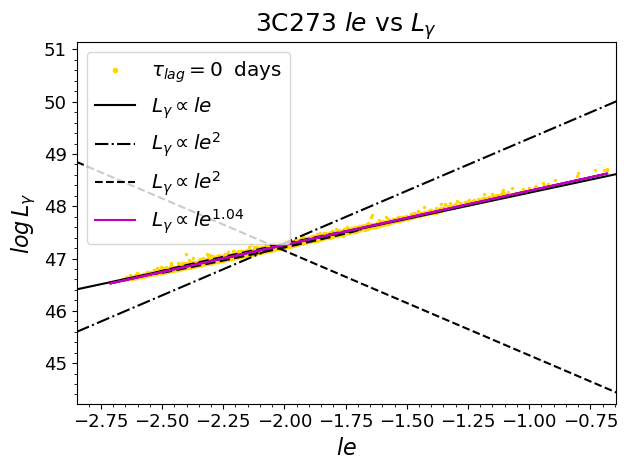 3C273 le vs Lγ
51
50
49
48
47
46
45
log Lγ
τlag = 0 days
Lγ ∝ le
Lγ ∝ le²
Lγ ∝ le²
Lγ ∝ le^1.04
−2.75 −2.50 −2.25 −2.00 −1.75 −1.50 −1.25 −1.00 −0.75
le